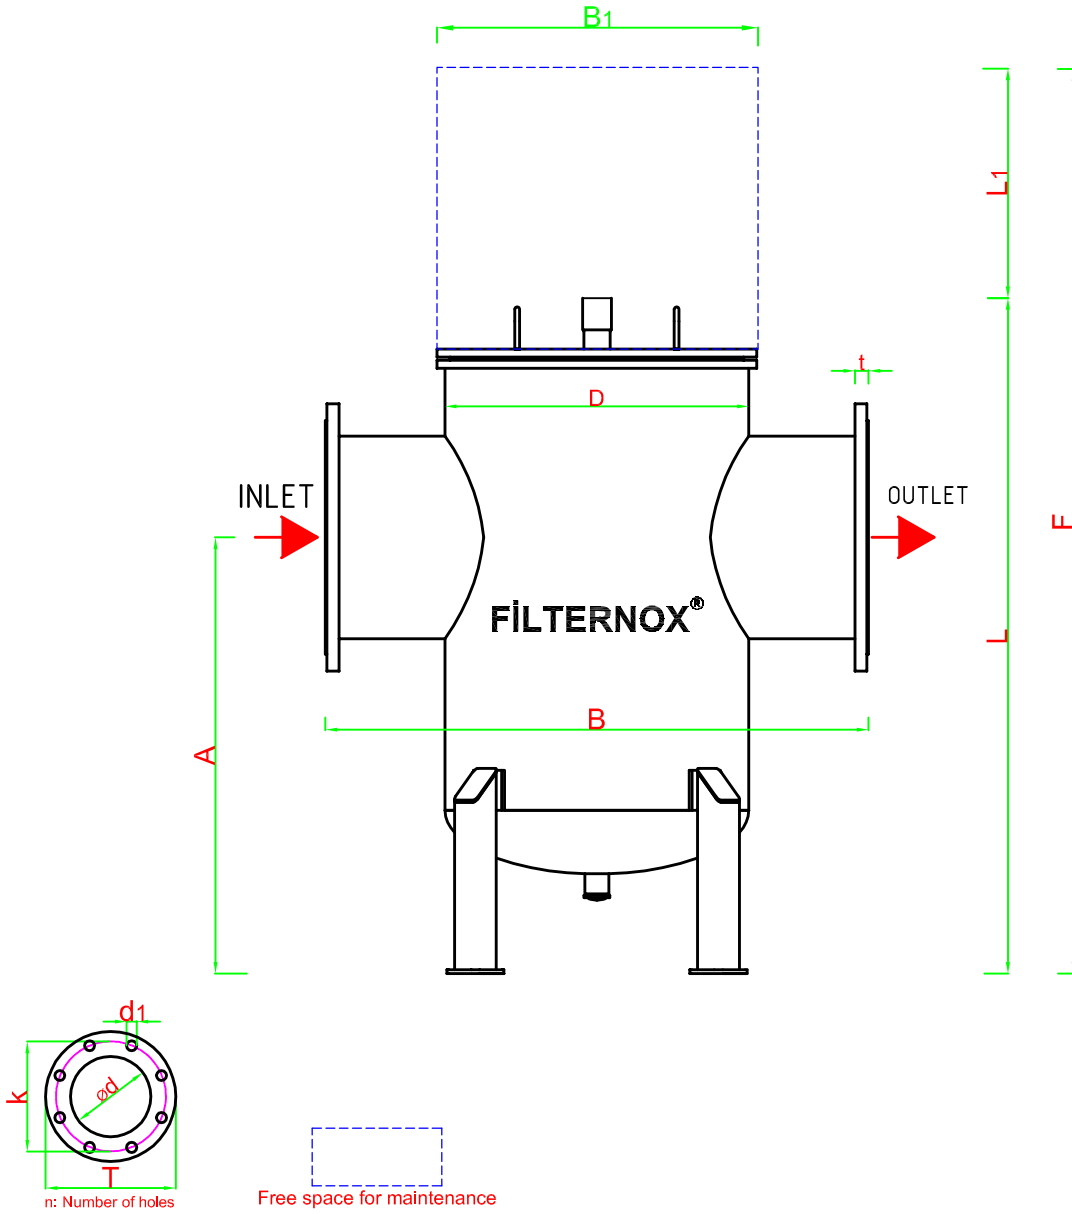 B1
L1
t
D
INLET
OUTLET
F
FİLTERNOX®
L
B
A
d1
ød
k
T
n: Number of holes
Free space for maintenance